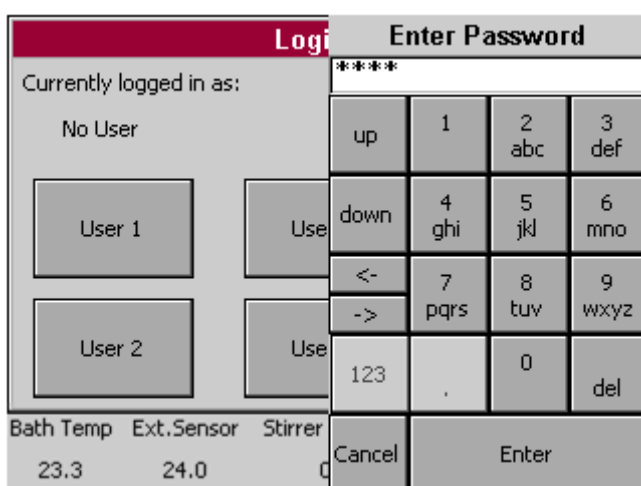 Logi
Currently logged in as:
No User
User 1
Use
User 2
Use
Bath Temp Ext.Sensor Stirrer
23.3 24.0 0
Enter Password
****
up 1 2 abc 3 def
down 4 ghi 5 jkl 6 mno
<- -> 7 pqrs 8 tuv 9 wxyz
123 . 0 del
Cancel Enter